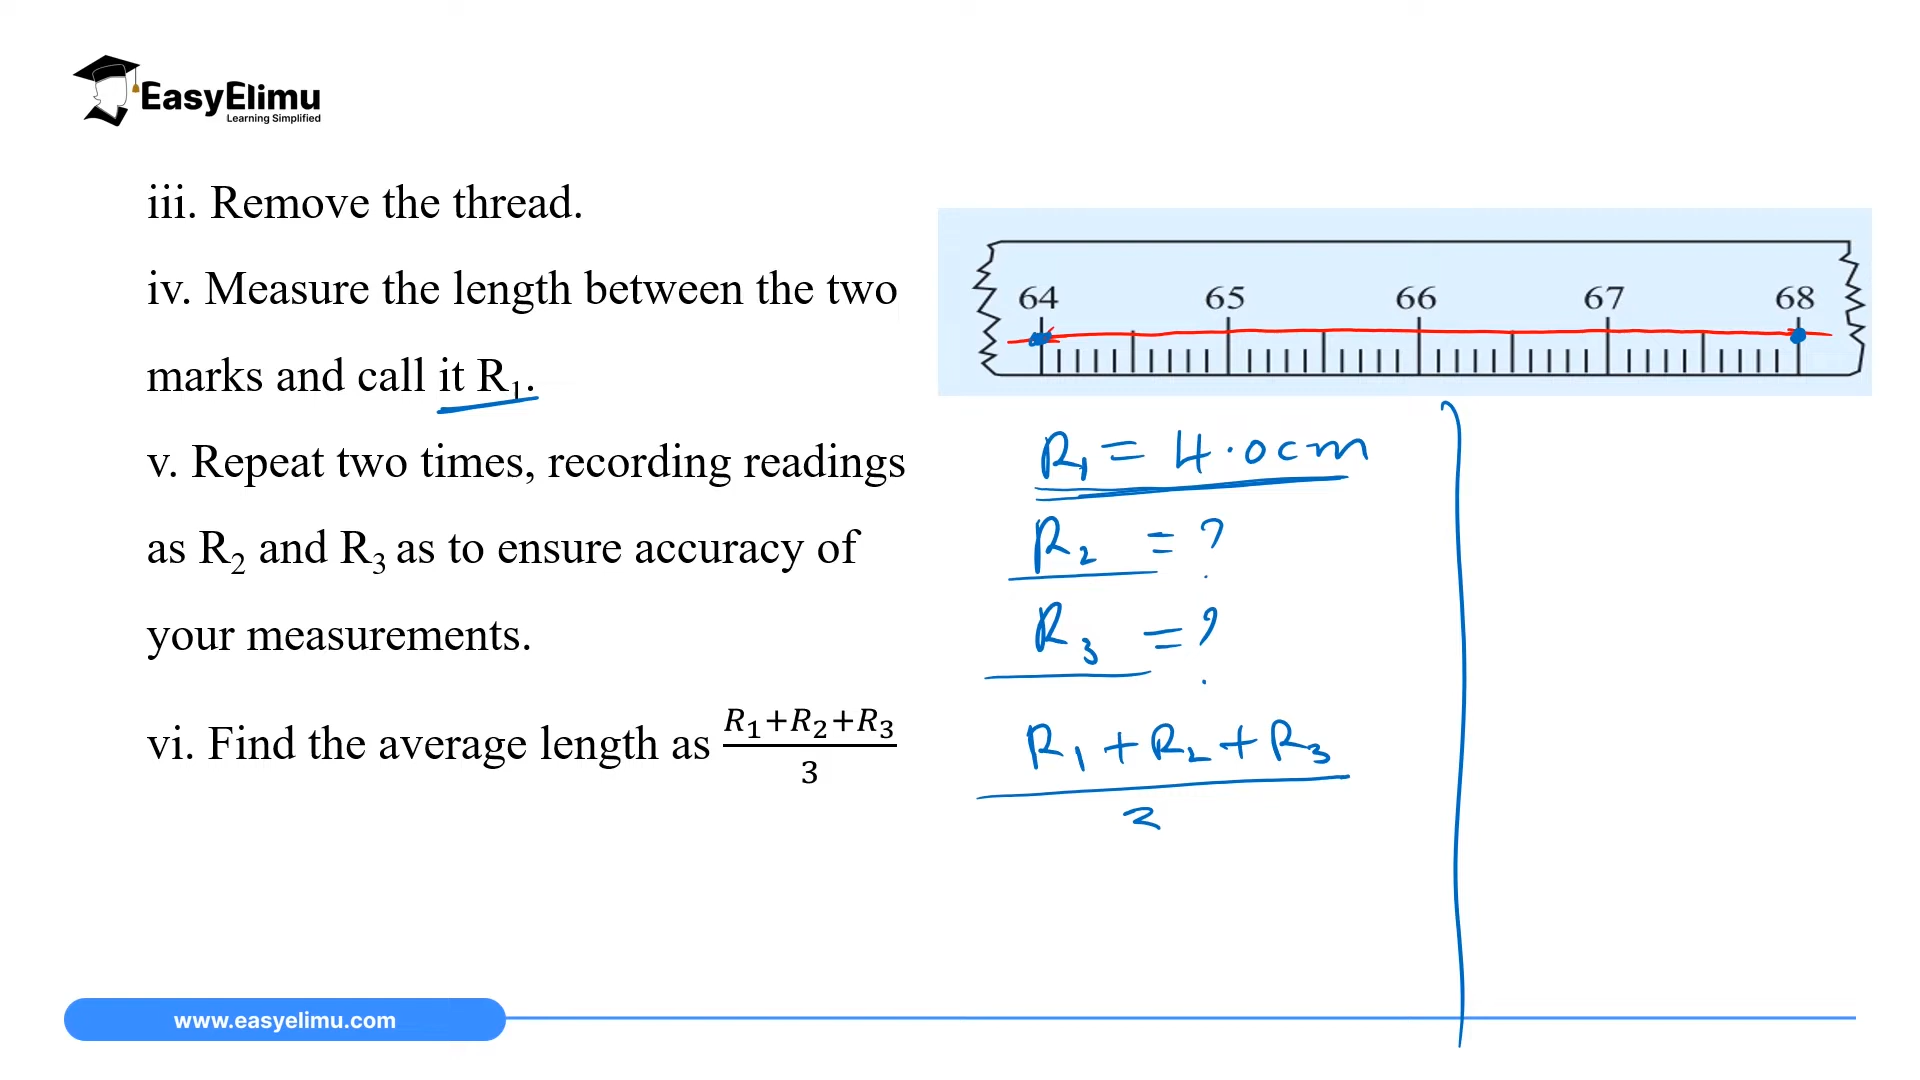 EasyElimu
Learning Simplified
iii. Remove the thread.
iv. Measure the length between the two
marks and call it R₁.
v. Repeat two times, recording readings
as R₂ and R₃ as to ensure accuracy of
your measurements.
vi. Find the average length as
R₁+R₂+R₃
3
64 65 66 67 68
R₁ = 4.0cm
R₂ = ?
R₃ = ?
R₁ + R₂ + R₃
www.easyelimu.com